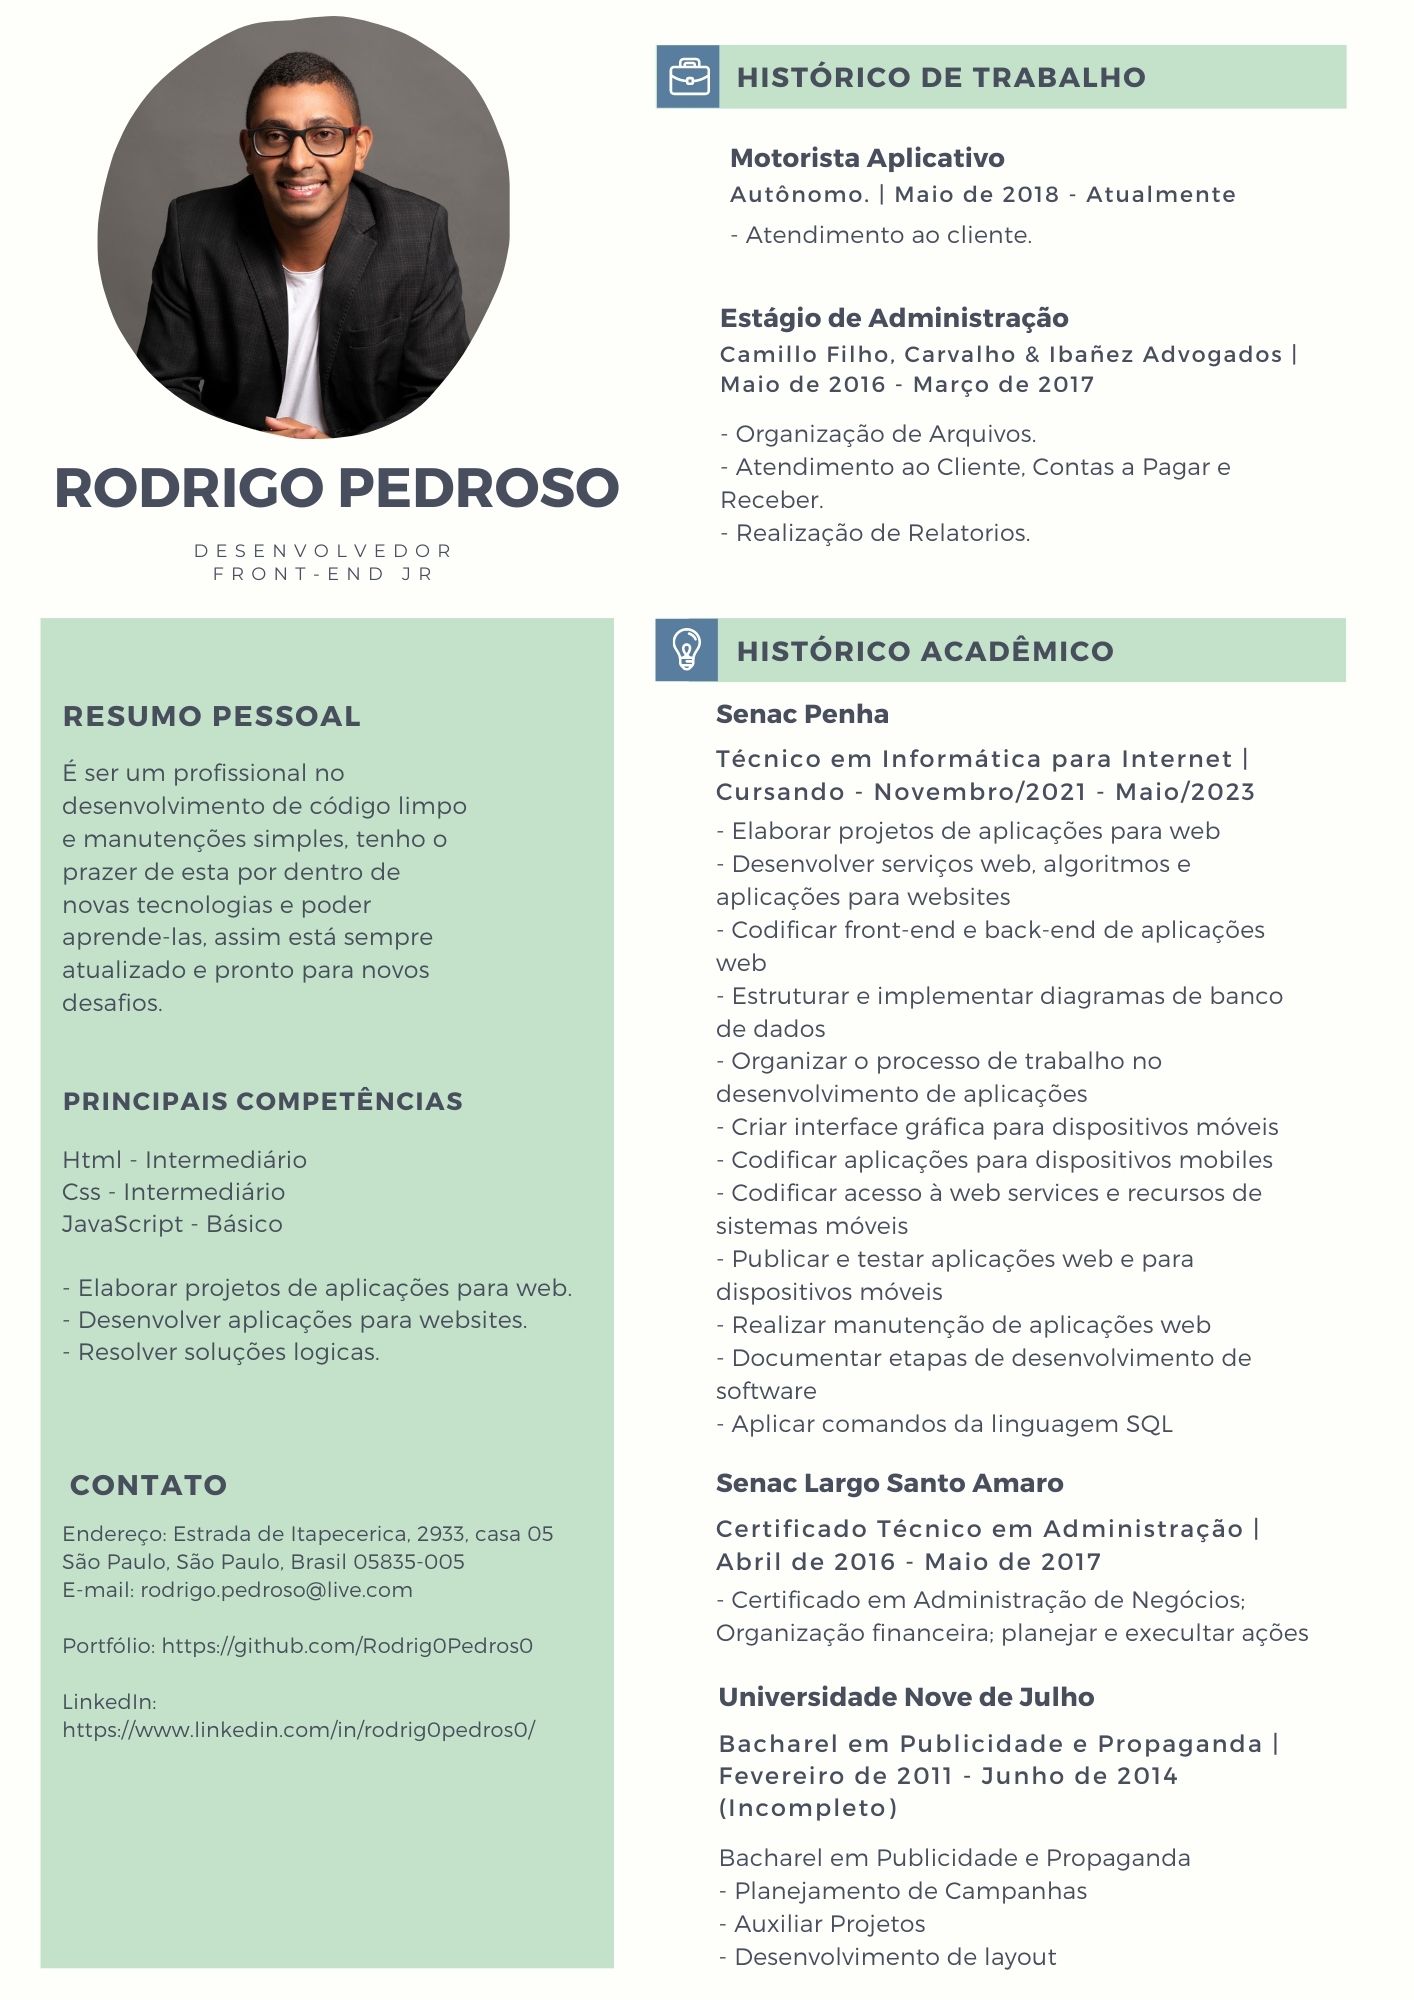 RODRIGO PEDROSO
DESENVOLVEDOR
FRONT-END JR
RESUMO PESSOAL
É ser um profissional no
desenvolvimento de código limpo
e manutenções simples, tenho o
prazer de esta por dentro de
novas tecnologias e poder
aprende-las, assim está sempre
atualizado e pronto para novos
desafios.
PRINCIPAIS COMPETÊNCIAS
Html - Intermediário
Css - Intermediário
JavaScript - Básico
- Elaborar projetos de aplicações para web.
- Desenvolver aplicações para websites.
- Resolver soluções logicas.
CONTATO
Endereço: Estrada de Itapecerica, 2933, casa 05
São Paulo, São Paulo, Brasil 05835-005
E-mail: rodrigo.pedroso@live.com
Portfólio: https://github.com/Rodrig0Pedros0
LinkedIn:
https://www.linkedin.com/in/rodrig0pedros0/
HISTÓRICO DE TRABALHO
Motorista Aplicativo
Autônomo. | Maio de 2018 - Atualmente
- Atendimento ao cliente.
Estágio de Administração
Camillo Filho, Carvalho & Ibañez Advogados |
Maio de 2016 - Março de 2017
- Organização de Arquivos.
- Atendimento ao Cliente, Contas a Pagar e
Receber.
- Realização de Relatorios.
HISTÓRICO ACADÊMICO
Senac Penha
Técnico em Informática para Internet |
Cursando - Novembro/2021 - Maio/2023
- Elaborar projetos de aplicações para web
- Desenvolver serviços web, algoritmos e
aplicações para websites
- Codificar front-end e back-end de aplicações
web
- Estruturar e implementar diagramas de banco
de dados
- Organizar o processo de trabalho no
desenvolvimento de aplicações
- Criar interface gráfica para dispositivos móveis
- Codificar aplicações para dispositivos mobiles
- Codificar acesso à web services e recursos de
sistemas móveis
- Publicar e testar aplicações web e para
dispositivos móveis
- Realizar manutenção de aplicações web
- Documentar etapas de desenvolvimento de
software
- Aplicar comandos da linguagem SQL
Senac Largo Santo Amaro
Certificado Técnico em Administração |
Abril de 2016 - Maio de 2017
- Certificado em Administração de Negócios;
Organização financeira; planejar e execultar ações
Universidade Nove de Julho
Bacharel em Publicidade e Propaganda |
Fevereiro de 2011 - Junho de 2014
(Incompleto)
Bacharel em Publicidade e Propaganda
- Planejamento de Campanhas
- Auxiliar Projetos
- Desenvolvimento de layout